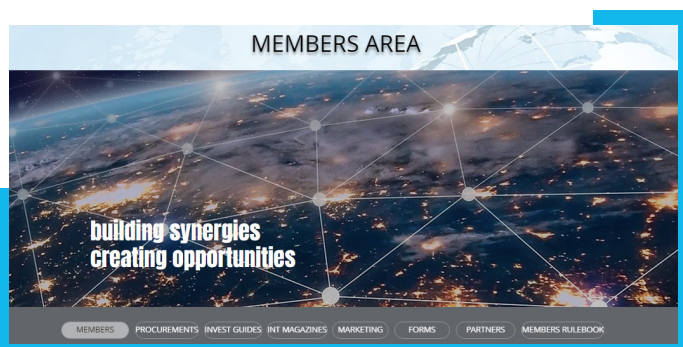 MEMBERS AREA
building synergies
creating opportunities
MEMBERS PROCUREMENTS INVEST GUIDES INT MAGAZINES MARKETING FORMS PARTNERS MEMBERS RULEBOOK